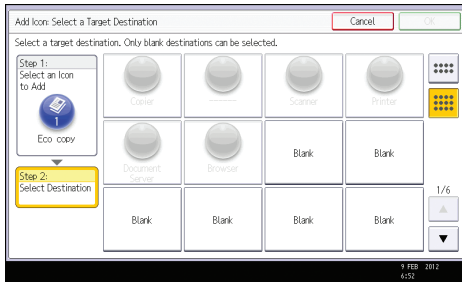 Add Icon: Select a Target Destination
Cancel
OK
Select a target destination. Only blank destinations can be selected.
Step 1:
Select an Icon
to Add
1
Eco copy
Step 2:
Select Destination
Copier
--------
Scanner
Printer
Document
Server
Browser
Blank
Blank
Blank
Blank
Blank
Blank
1/6
9 FEB 2012
6:52